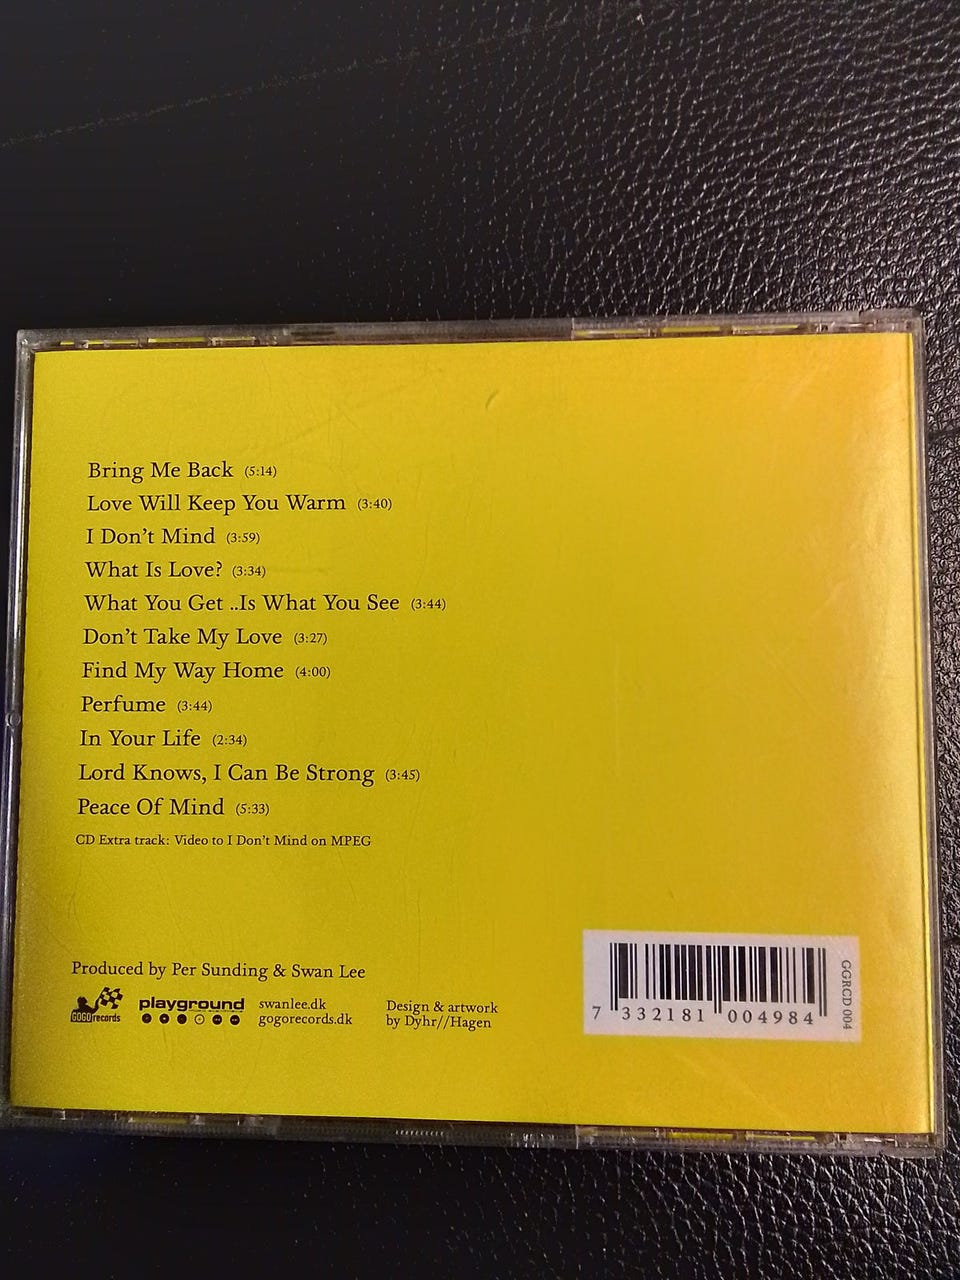 Bring Me Back (5:14)
Love Will Keep You Warm (3:40)
I Don't Mind (3:59)
What Is Love? (3:34)
What You Get ..Is What You See (3:44)
Don't Take My Love (3:27)
Find My Way Home (4:00)
Perfume (3:44)
In Your Life (2:34)
Lord Knows, I Can Be Strong (3:45)
Peace Of Mind (5:33)
CD Extra track: Video to I Don't Mind on MPEG
Produced by Per Sunding & Swan Lee
GOGO records
playground
swanlee.dk
gogorecords.dk
Design & artwork
by Dyhr//Hagen
7 332181 004984
GGRCD 004